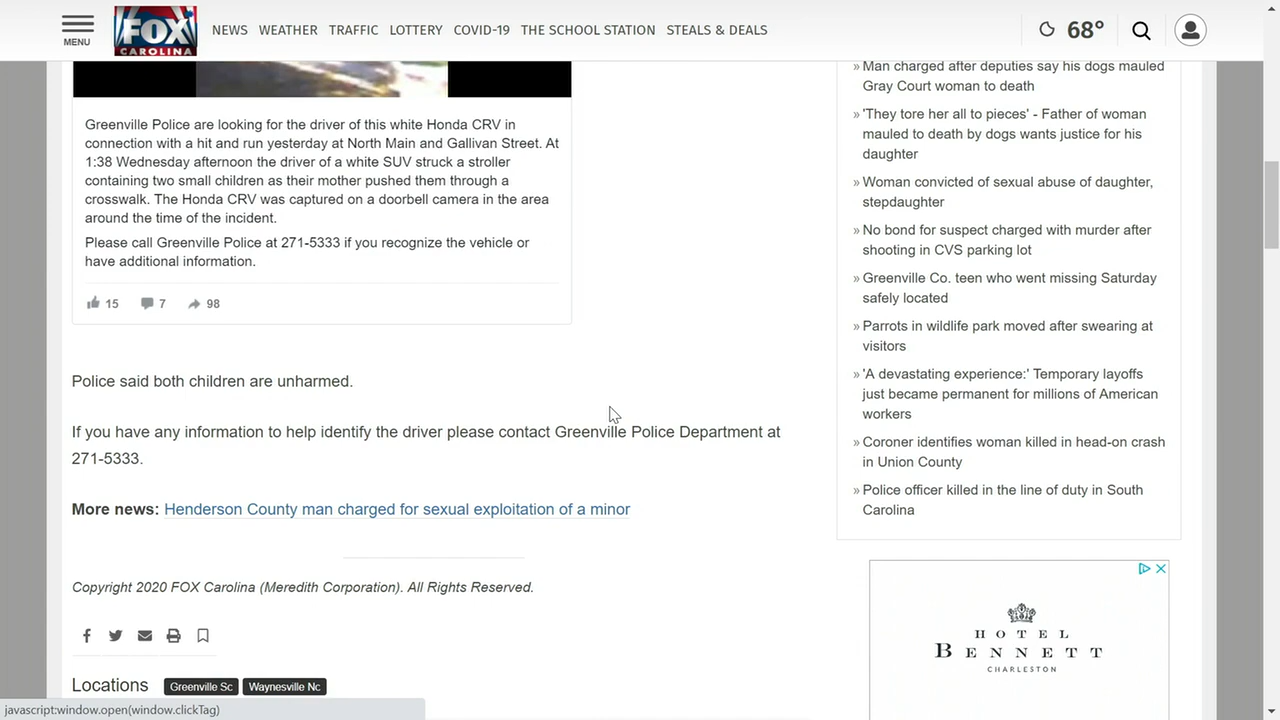 MENU
FOX
CAROLINA
NEWS WEATHER TRAFFIC LOTTERY COVID-19 THE SCHOOL STATION STEALS & DEALS
68°
Greenville Police are looking for the driver of this white Honda CRV in
connection with a hit and run yesterday at North Main and Gallivan Street. At
1:38 Wednesday afternoon the driver of a white SUV struck a stroller
containing two small children as their mother pushed them through a
crosswalk. The Honda CRV was captured on a doorbell camera in the area
around the time of the incident.
Please call Greenville Police at 271-5333 if you recognize the vehicle or
have additional information.
15 7 98
Police said both children are unharmed.
If you have any information to help identify the driver please contact Greenville Police Department at
271-5333.
More news: Henderson County man charged for sexual exploitation of a minor
Copyright 2020 FOX Carolina (Meredith Corporation). All Rights Reserved.
Locations Greenville Sc Waynesville Nc
» Man charged after deputies say his dogs mauled
Gray Court woman to death
» 'They tore her all to pieces' - Father of woman
mauled to death by dogs wants justice for his
daughter
» Woman convicted of sexual abuse of daughter,
stepdaughter
» No bond for suspect charged with murder after
shooting in CVS parking lot
» Greenville Co. teen who went missing Saturday
safely located
» Parrots in wildlife park moved after swearing at
visitors
» 'A devastating experience:' Temporary layoffs
just became permanent for millions of American
workers
» Coroner identifies woman killed in head-on crash
in Union County
» Police officer killed in the line of duty in South
Carolina
HOTEL
BENNETT
CHARLESTON
javascript:window.open(window.clickTag)